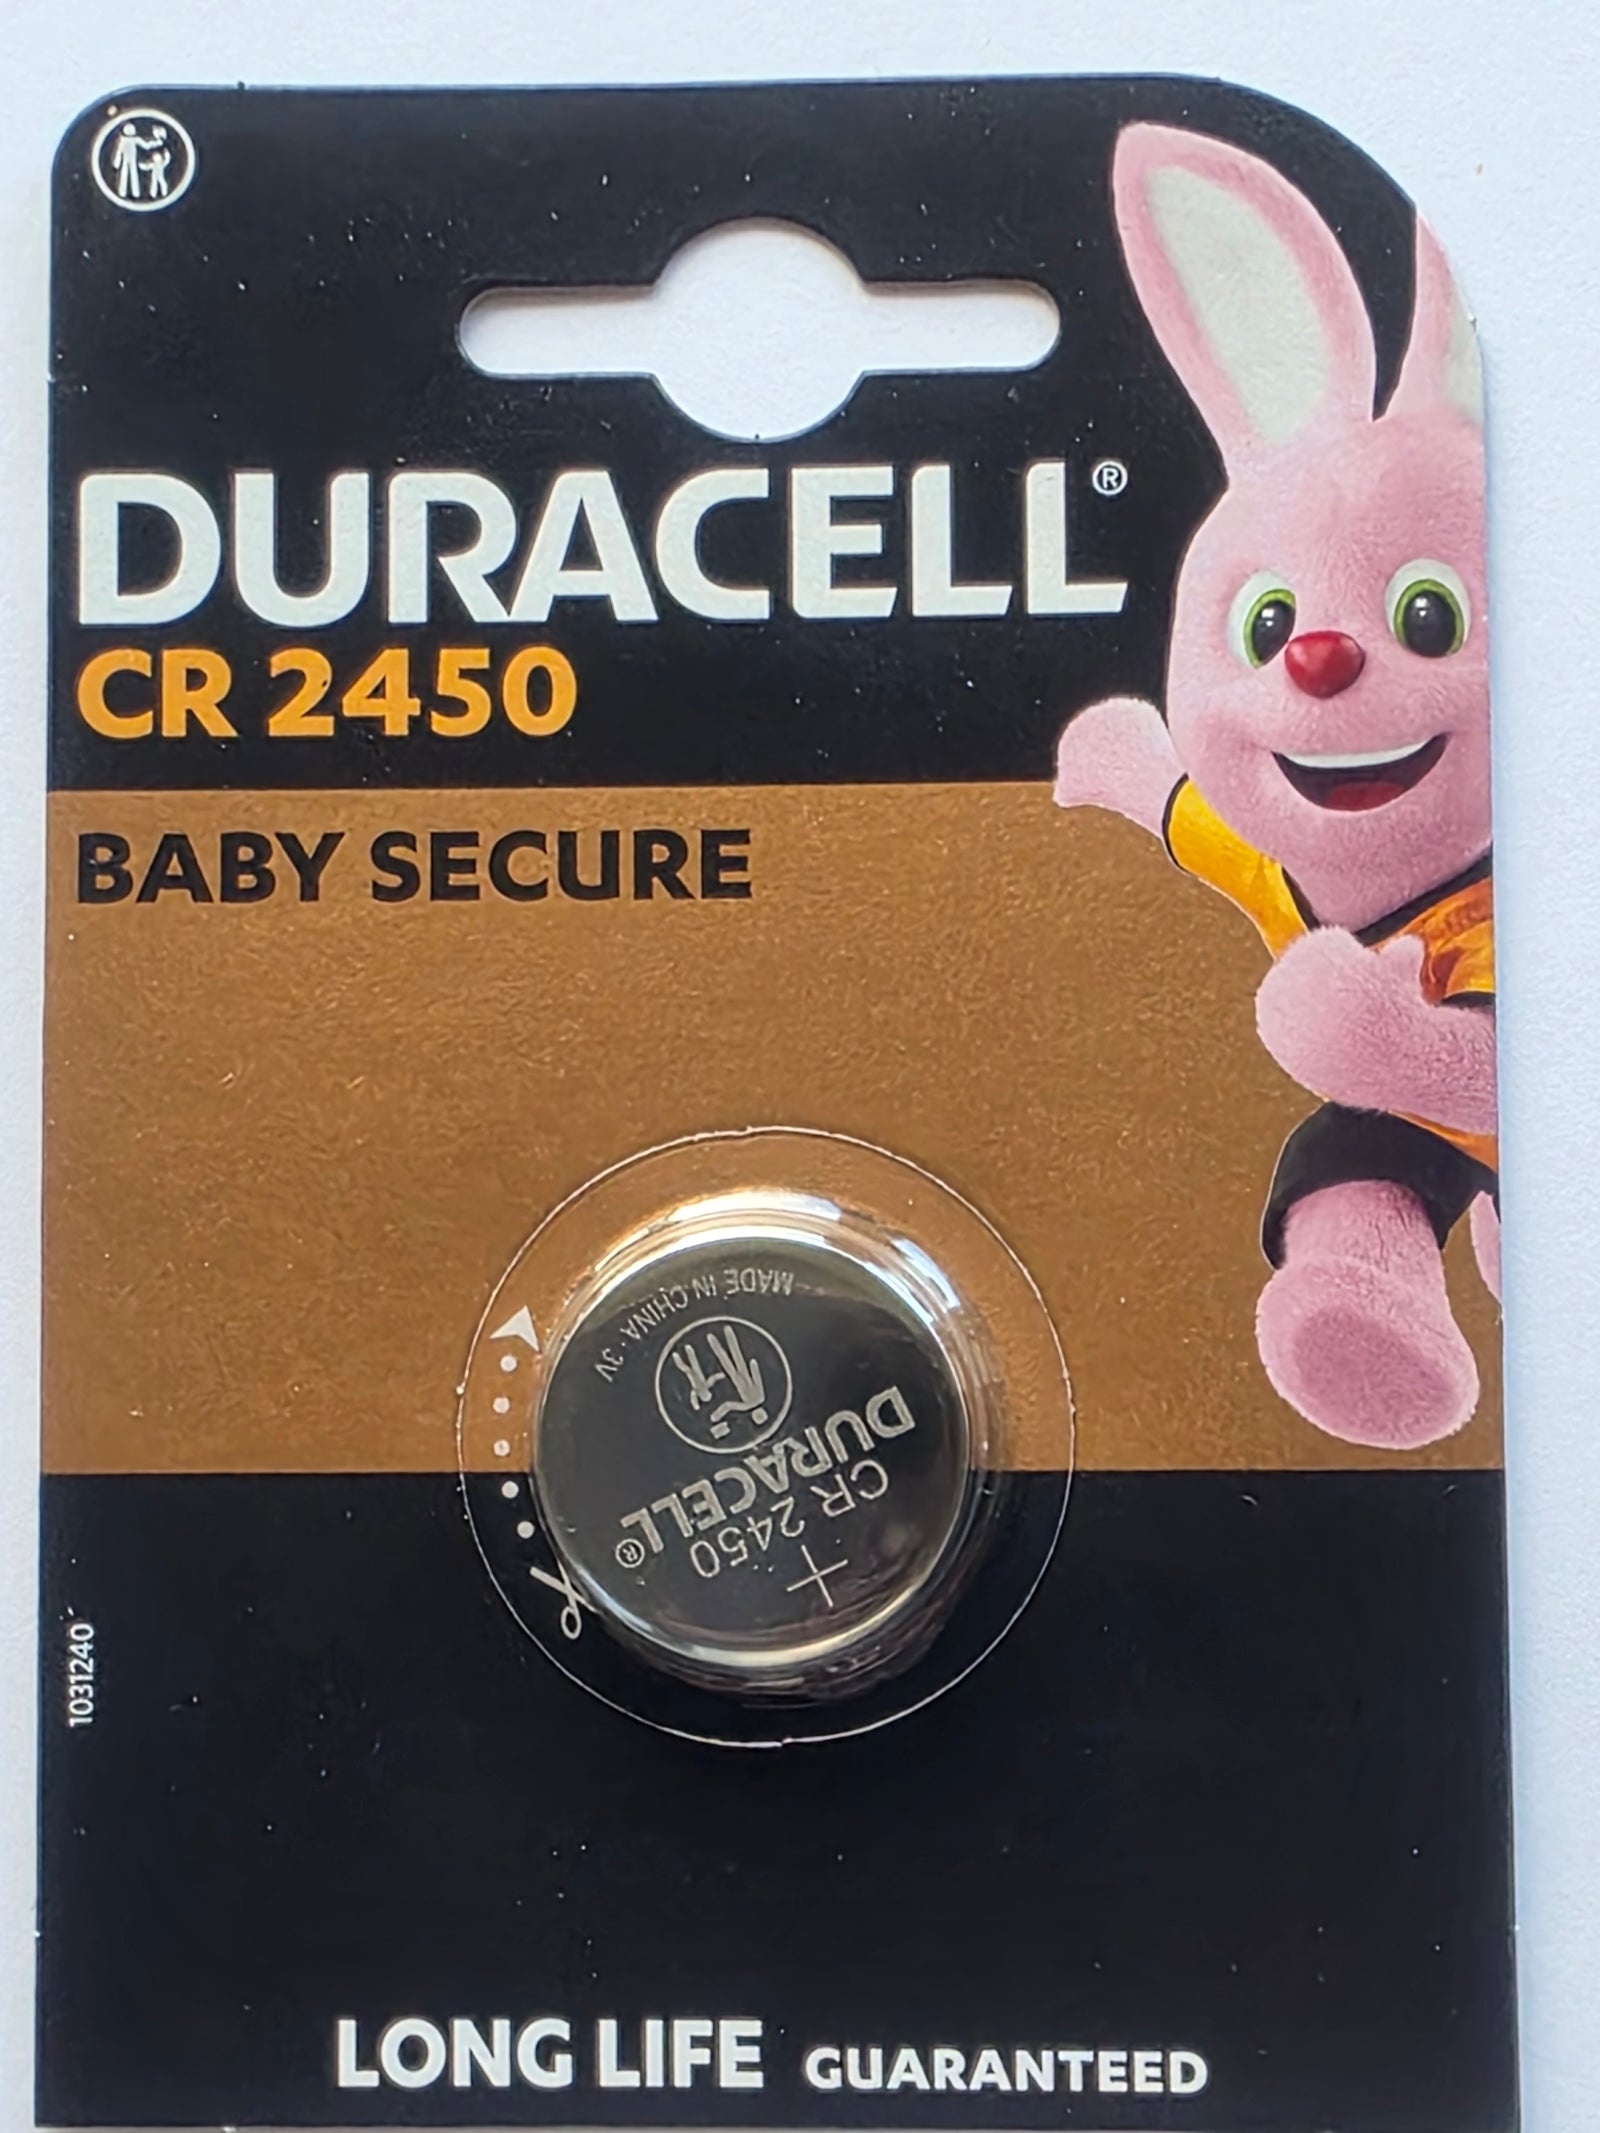 DURACELL®
CR 2450
BABY SECURE
MADE IN CHINA · 3V
DURACELL®
CR 2450
+
1031240
LONG LIFE GUARANTEED